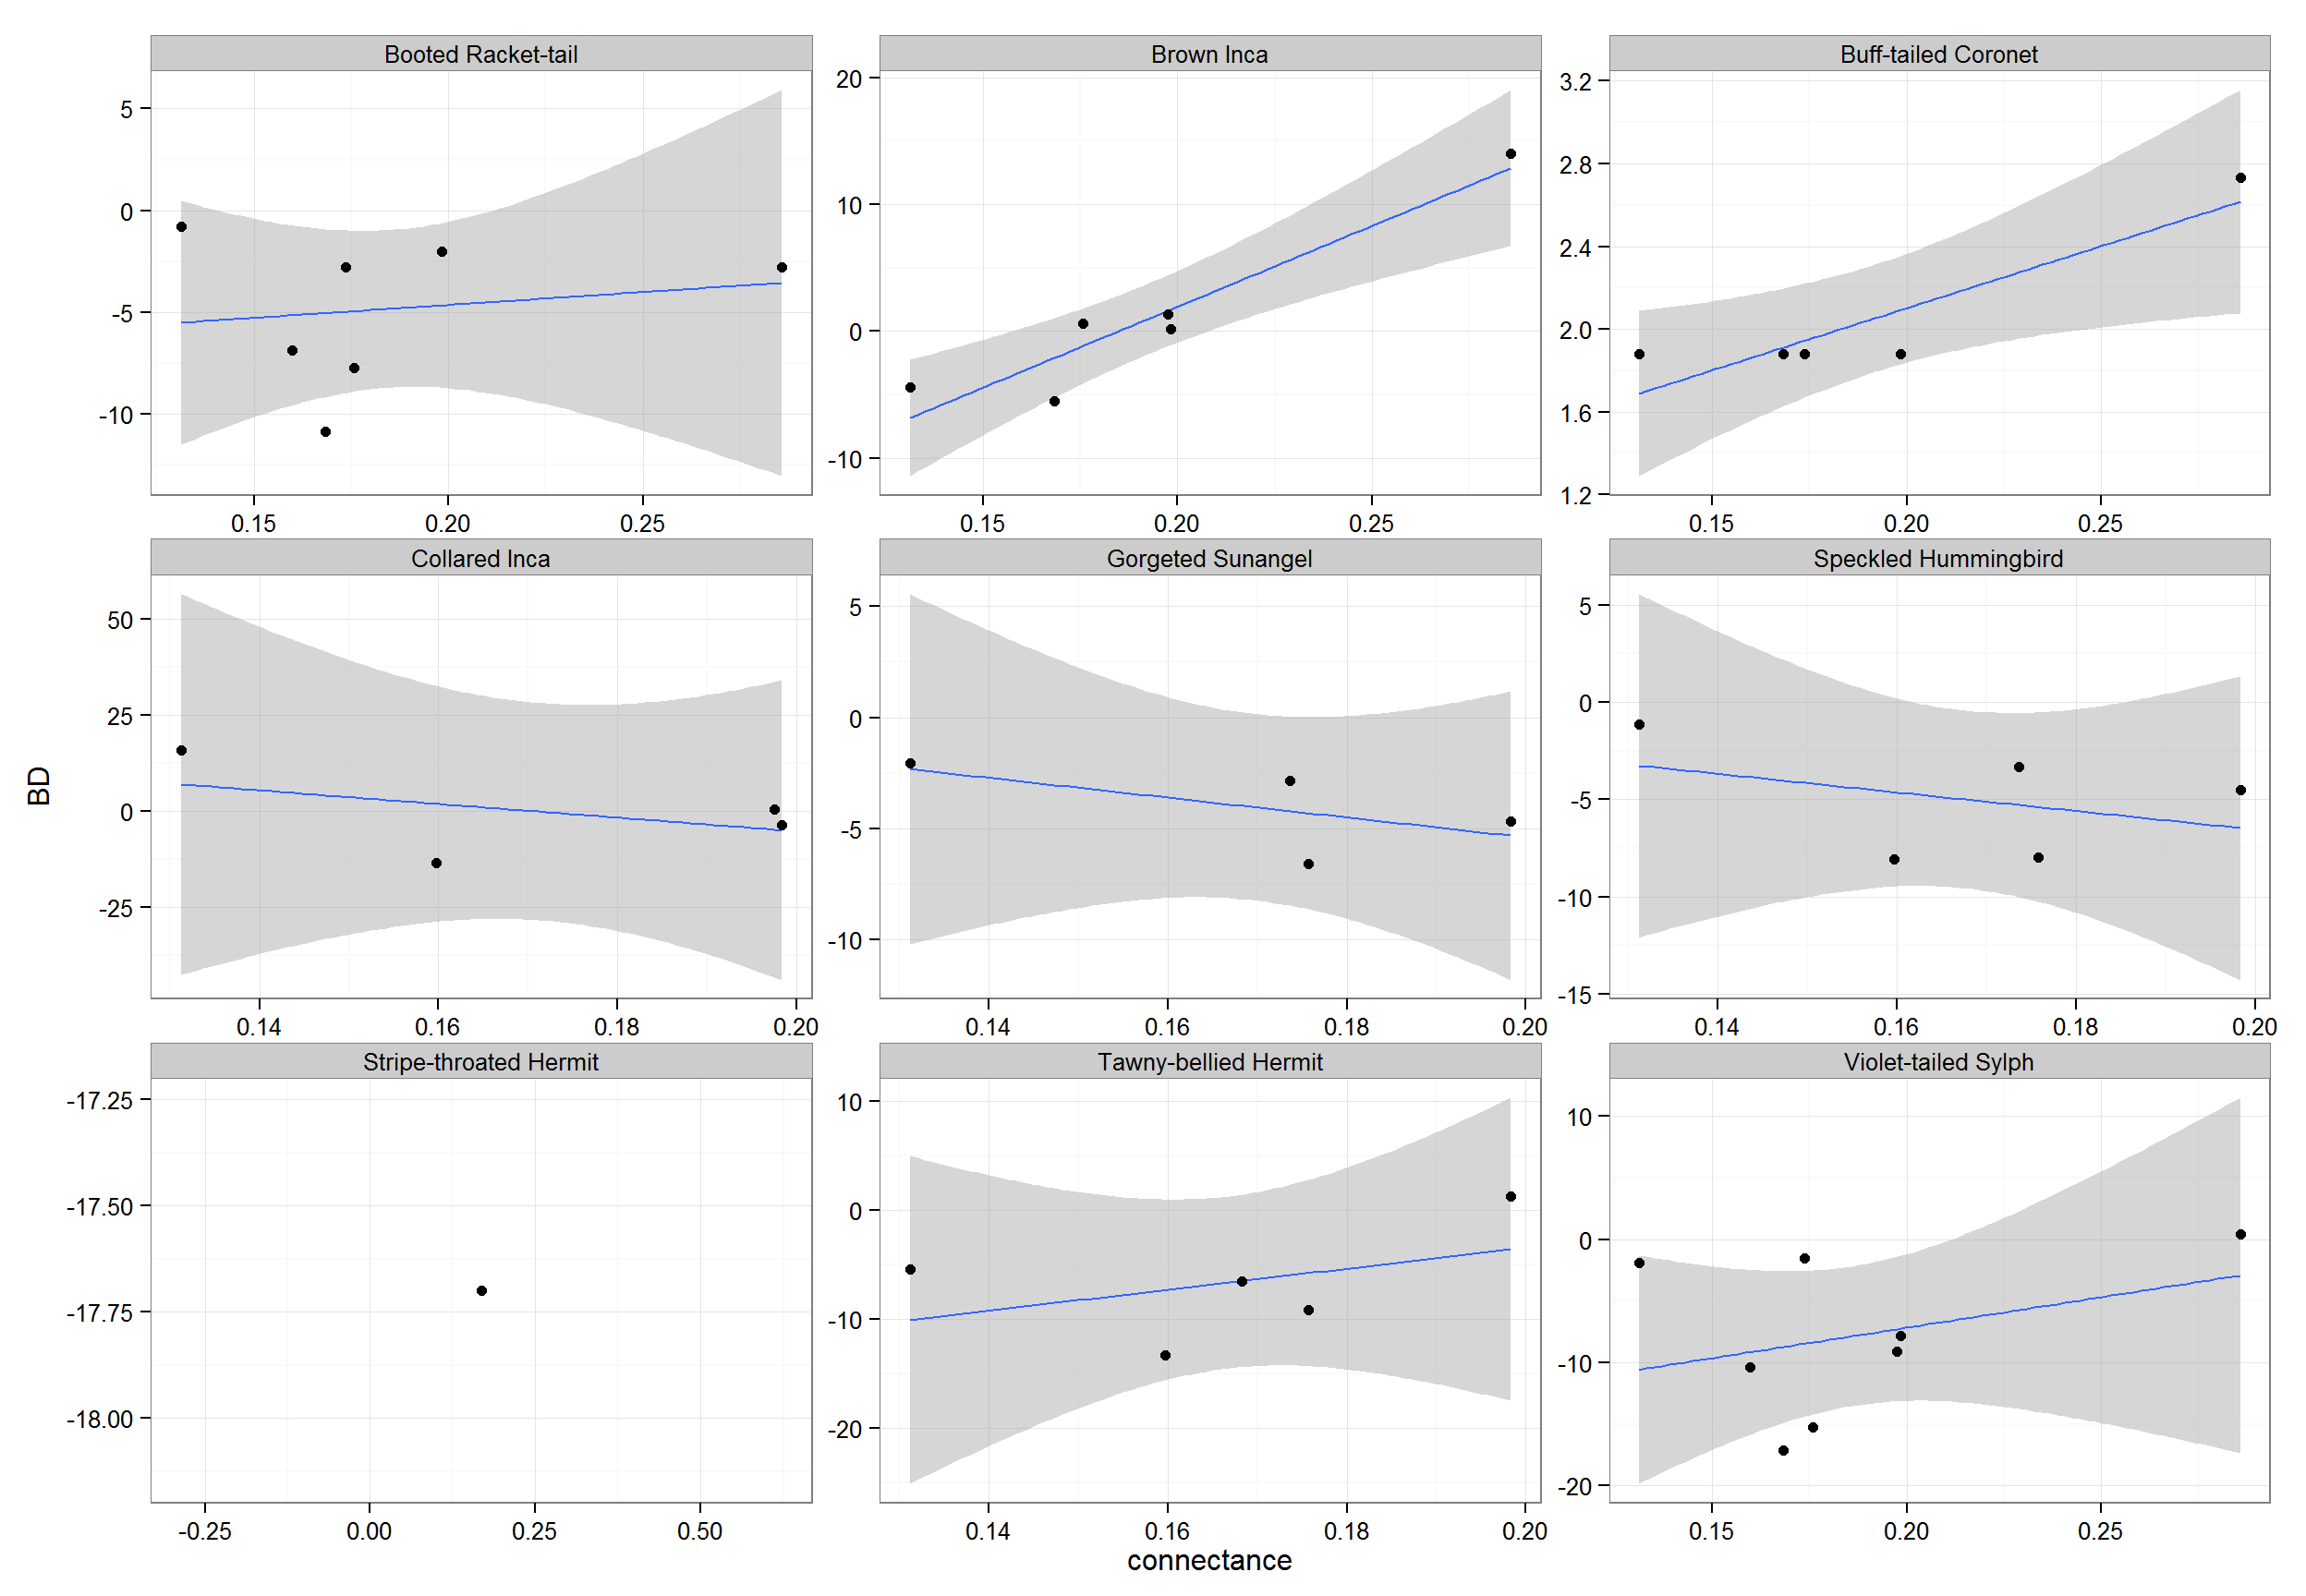 Booted Racket-tail Brown Inca Buff-tailed Coronet
5 0 -5 -10
20 10 0 -10
3.2 2.8 2.4 2.0 1.6 1.2
0.15 0.20 0.25 0.15 0.20 0.25 0.15 0.20 0.25
Collared Inca Gorgeted Sunangel Speckled Hummingbird
50 25 0 -25
5 0 -5 -10
5 0 -5 -10 -15
0.14 0.16 0.18 0.20 0.14 0.16 0.18 0.20 0.14 0.16 0.18 0.20
BD
Stripe-throated Hermit Tawny-bellied Hermit Violet-tailed Sylph
-17.25 -17.50 -17.75 -18.00
10 0 -10 -20
10 0 -10 -20
-0.25 0.00 0.25 0.50 0.14 0.16 0.18 0.20 0.15 0.20 0.25
connectance